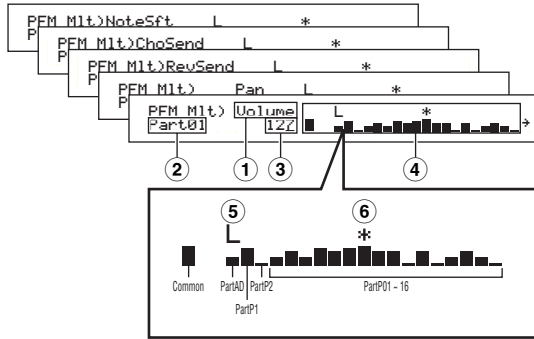 PFM Mlt)NoteSft L *
P
PFM Mlt)ChoSend L *
P
PFM Mlt)RevSend L *
P
PFM Mlt) Pan L *
P
PFM Mlt) Volume L *
Part01 127
2 1 3 4
5 6
L *
Common PartAD PartP2 PartP01 - 16
PartP1